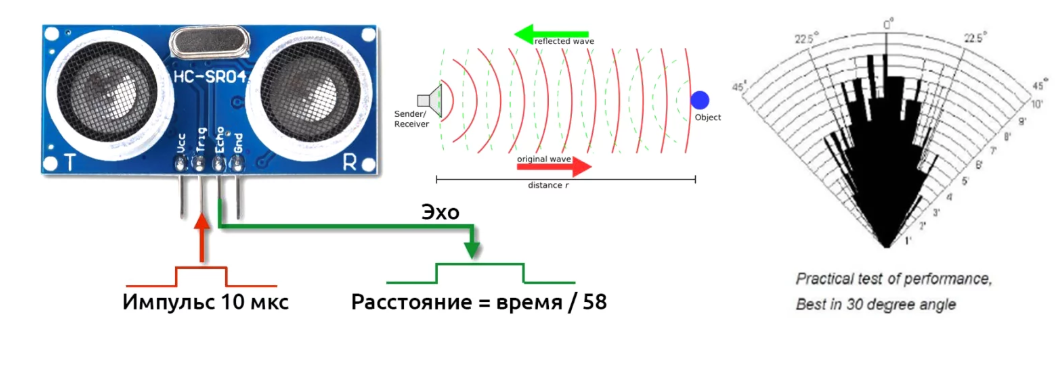 HC-SR04
Vcc
Trig
Echo
Gnd
T
R
Эхо
Импульс 10 мкс
Расстояние = время / 58
reflected wave
Sender/
Receiver
Object
original wave
distance r
0°
22.5°
22.5°
45°
45°
10'
9'
8'
7'
6'
5'
4'
3'
2'
1'
Practical test of performance,
Best in 30 degree angle